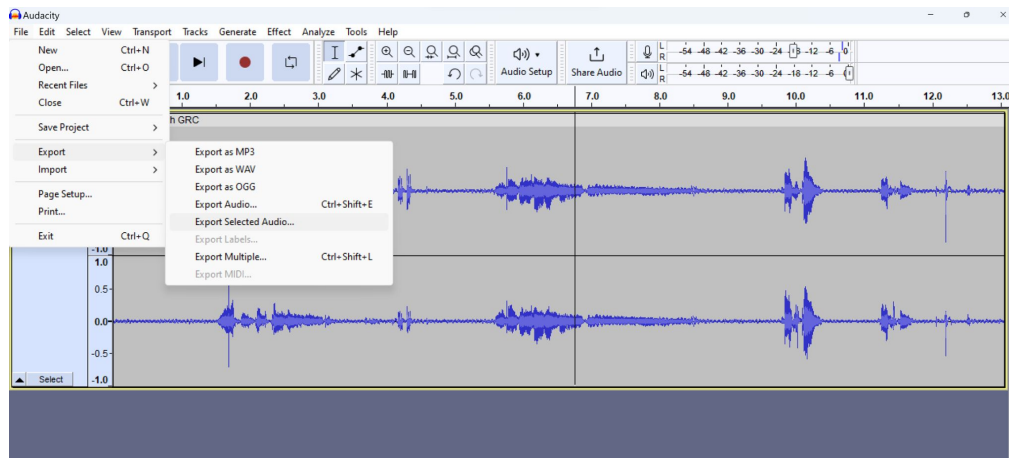 Audacity
File Edit Select View Transport Tracks Generate Effect Analyze Tools Help
New Ctrl+N
Open... Ctrl+O
Recent Files >
Close Ctrl+W
Save Project >
Export >
Import >
Page Setup...
Print...
Exit Ctrl+Q
Export as MP3
Export as WAV
Export as OGG
Export Audio... Ctrl+Shift+E
Export Selected Audio...
Export Labels...
Export Multiple... Ctrl+Shift+L
Export MIDI...
Audio Setup
Share Audio
L R -54 -48 -42 -36 -30 -24 -18 -12 -6 0
L R -54 -48 -42 -36 -30 -24 -18 -12 -6
1.0 2.0 3.0 4.0 5.0 6.0 7.0 8.0 9.0 10.0 11.0 12.0 13.0
h GRC
-1.0
1.0
0.5
0.0
-0.5
-1.0
Select